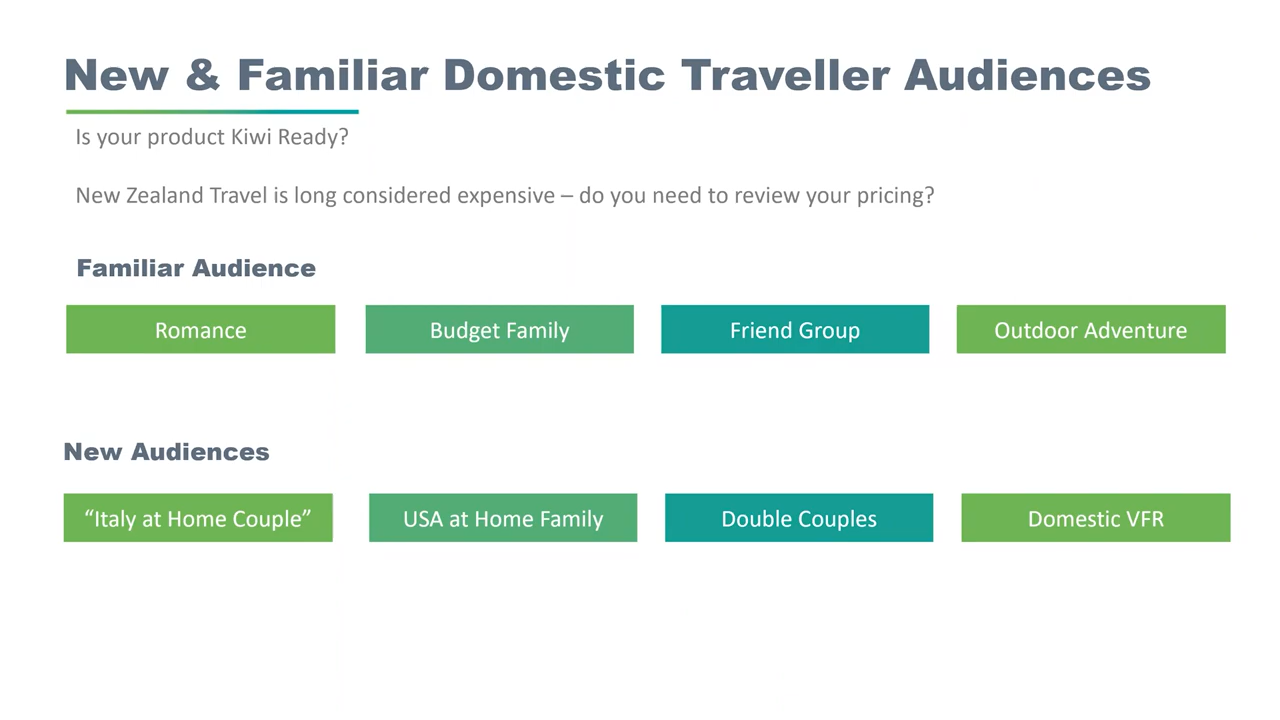 New & Familiar Domestic Traveller Audiences
Is your product Kiwi Ready?
New Zealand Travel is long considered expensive – do you need to review your pricing?
Familiar Audience
Romance
Budget Family
Friend Group
Outdoor Adventure
New Audiences
“Italy at Home Couple”
USA at Home Family
Double Couples
Domestic VFR